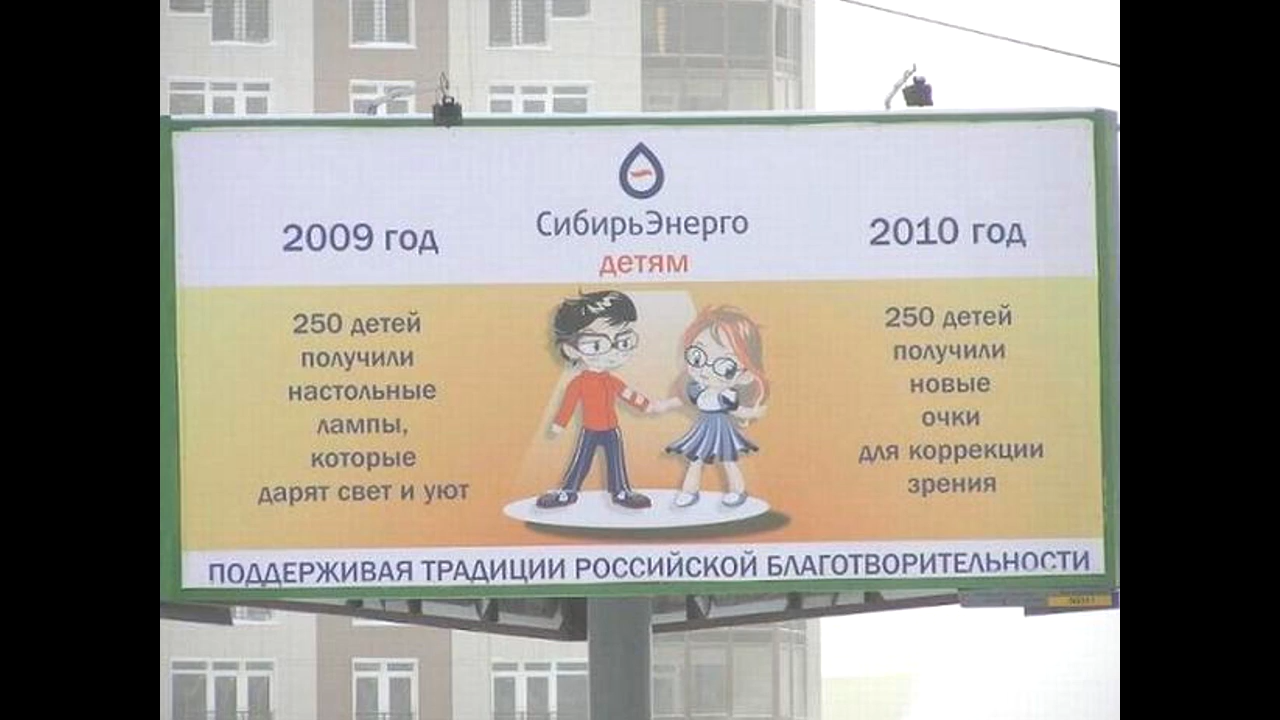 СибирьЭнерго
детям
2009 год
250 детей
получили
настольные
лампы,
которые
дарят свет и уют
2010 год
250 детей
получили
новые
очки
для коррекции
зрения
ПОДДЕРЖИВАЯ ТРАДИЦИИ РОССИЙСКОЙ БЛАГОТВОРИТЕЛЬНОСТИ